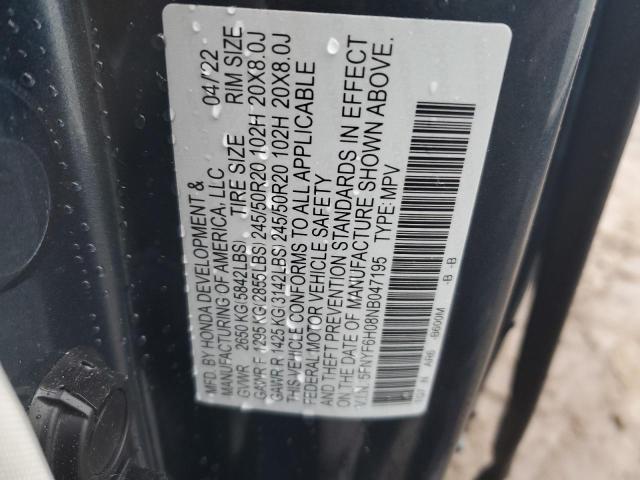 MFD. BY HONDA DEVELOPMENT & 04/22
MANUFACTURING OF AMERICA, LLC
GVWR 2650 KG(5842LBS) TIRE SIZE RIM SIZE
GAWR F 1295 KG(2855LBS) 245/50R20 102H 20X8.0J
GAWR R 1425 KG(3142LBS) 245/50R20 102H 20X8.0J
THIS VEHICLE CONFORMS TO ALL APPLICABLE
FEDERAL MOTOR VEHICLE SAFETY
AND THEFT PREVENTION STANDARDS IN EFFECT
ON THE DATE OF MANUFACTURE SHOWN ABOVE.
V.I.N.: 5FNYF6H08NB047195 TYPE: MPV
AR6 -B600M -B -B